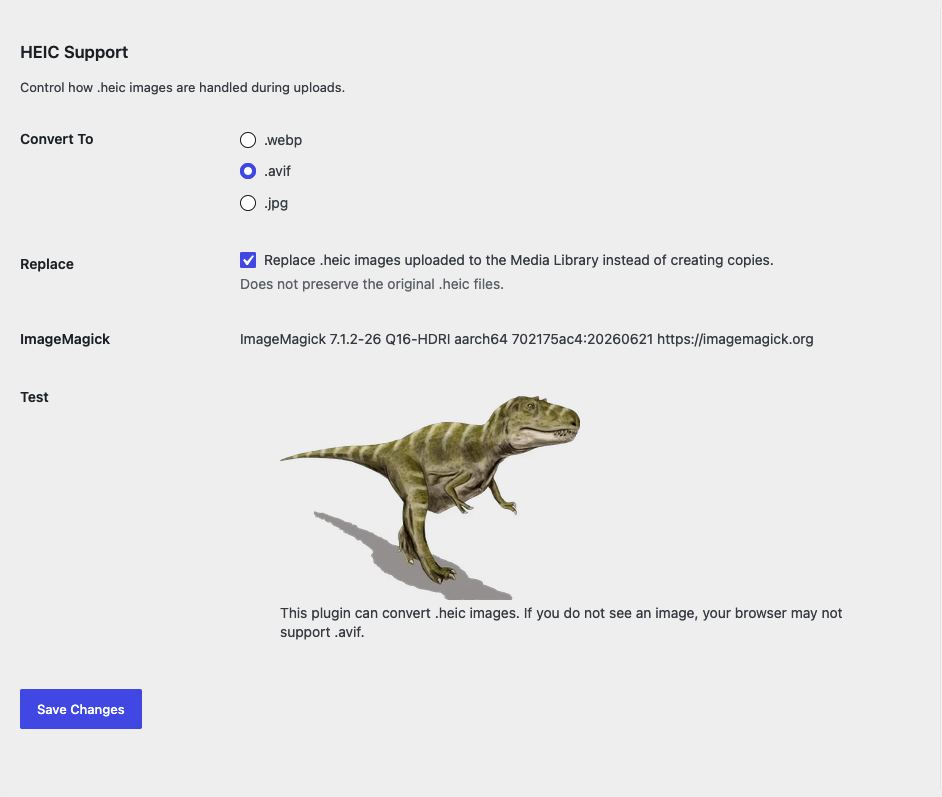 HEIC Support
Control how .heic images are handled during uploads.
Convert To
.webp
.avif
.jpg
Replace
Replace .heic images uploaded to the Media Library instead of creating copies.
Does not preserve the original .heic files.
ImageMagick
ImageMagick 7.1.2-26 Q16-HDRI aarch64 702175ac4:20260621 https://imagemagick.org
Test
This plugin can convert .heic images. If you do not see an image, your browser may not
support .avif.
Save Changes